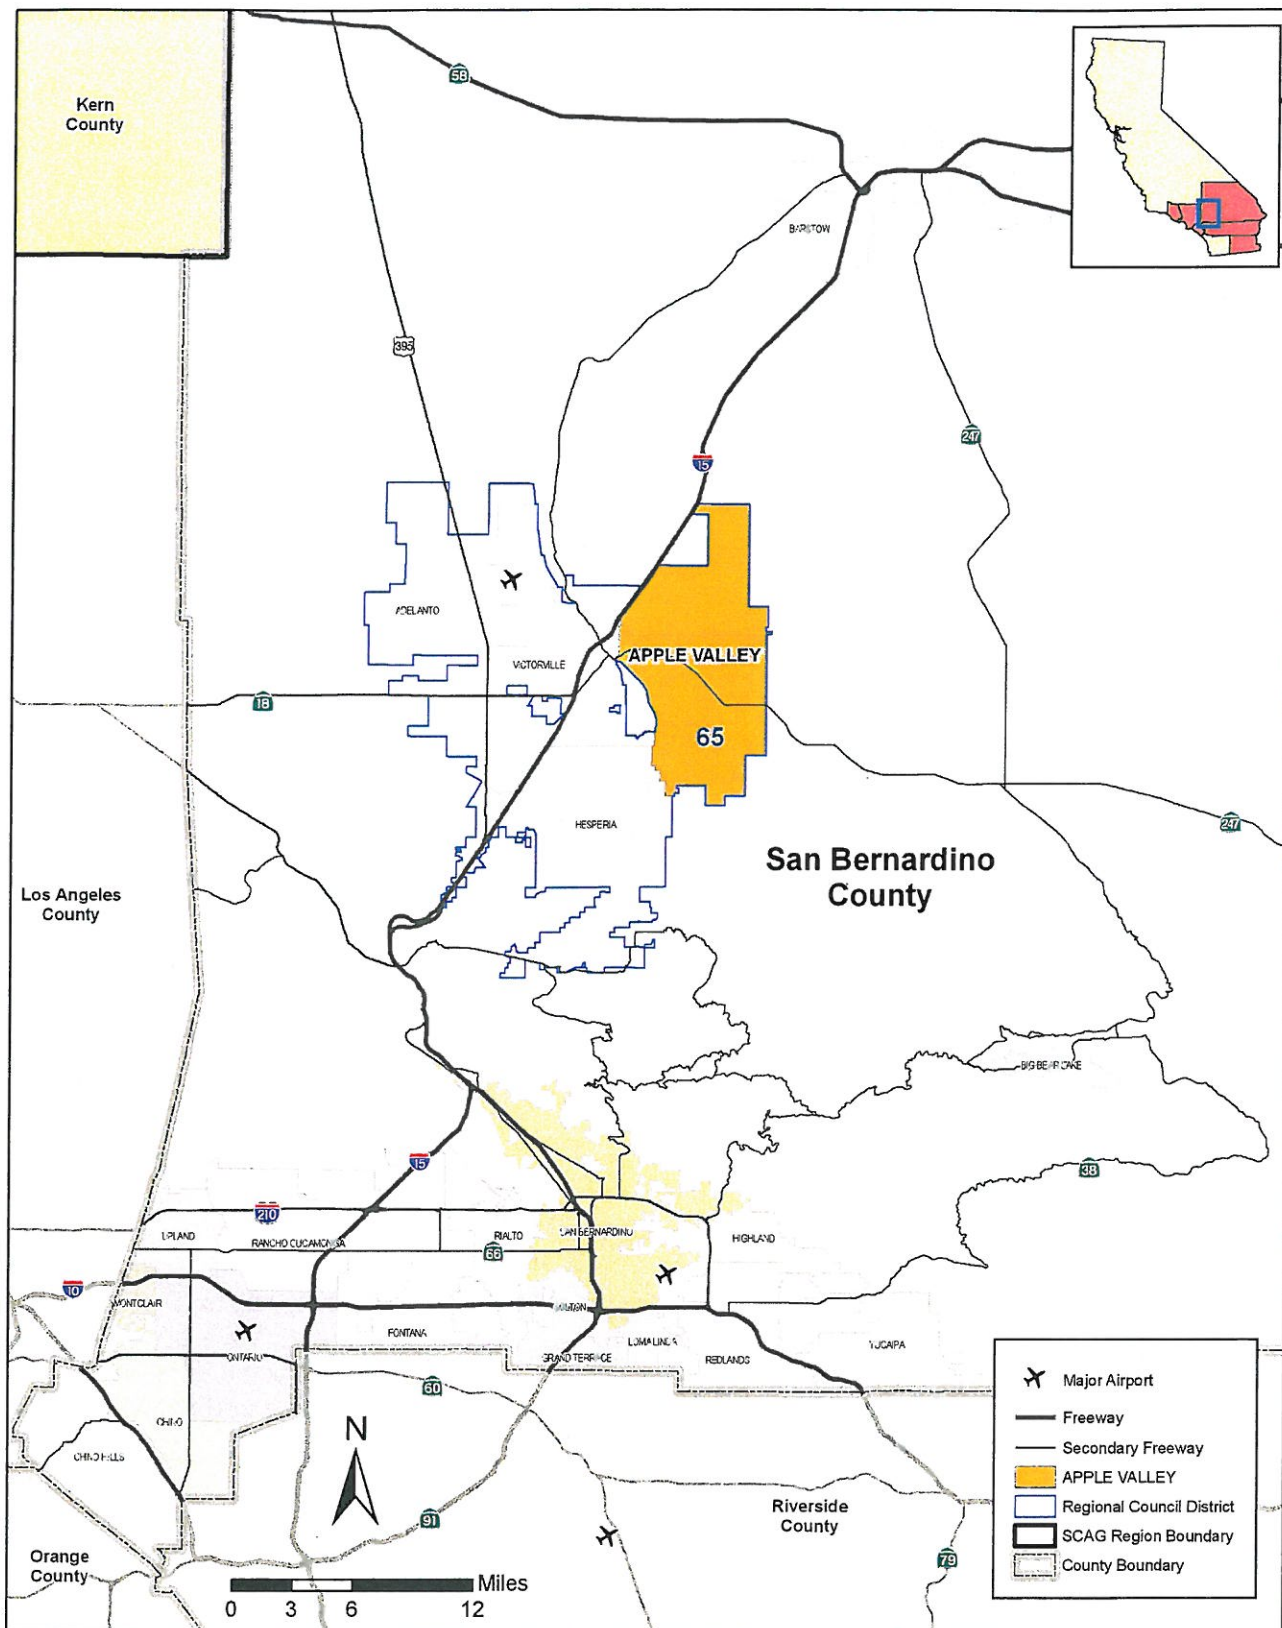 Kern
County
58
BARSTOW
395
247
15
ADELANTO
VICTORVILLE
APPLE VALLEY
18
65
HESPERIA
247
San Bernardino
County
Los Angeles
County
BIG BEAR LAKE
38
15
210
UPLAND
RANCHO CUCAMONGA
RIALTO
SAN BERNARDINO
HIGHLAND
66
10
MONTCLAIR
COLTON
FONTANA
LOMA LINDA
ONTARIO
GRAND TERRACE
REDLANDS
YUCAIPA
60
CHINO
CHINO HILLS
N
91
Riverside
County
79
Orange
County
Miles
0 3 6 12
Major Airport
Freeway
Secondary Freeway
APPLE VALLEY
Regional Council District
SCAG Region Boundary
County Boundary